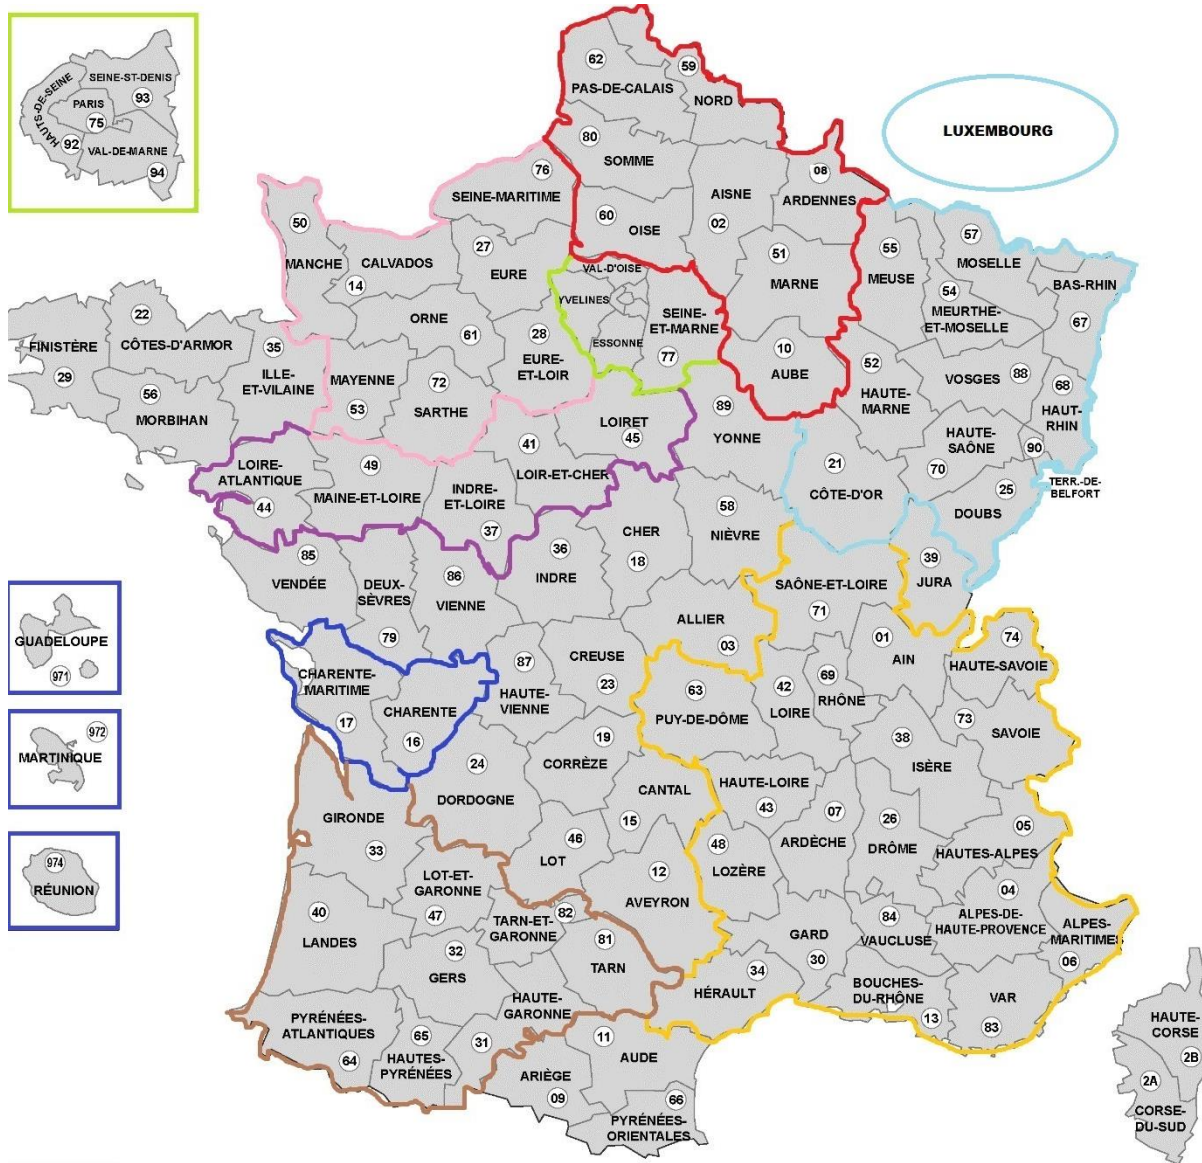 SEINE-ST-DENIS
HAUTS-DE-SEINE
93
PARIS
75
92
VAL-DE-MARNE
94
62
59
PAS-DE-CALAIS
NORD
LUXEMBOURG
80
SOMME
08
76
AISNE
SEINE-MARITIME
ARDENNES
60
OISE
02
50
27
51
55
57
MANCHE
CALVADOS
EURE
VAL-D'OISE
MARNE
MEUSE
MOSELLE
BAS-RHIN
14
YVELINES
54
22
ORNE
SEINE-
ET-MARNE
MEURTHE-
ET-MOSELLE
67
FINISTÈRE
CÔTES-D'ARMOR
35
61
28
ESSONNE
77
10
52
29
ILLE-
ET-VILAINE
MAYENNE
72
EURE-
ET-LOIR
AUBE
VOSGES
88
68
56
53
SARTHE
HAUTE-
MARNE
HAUT-
RHIN
MORBIHAN
89
LOIRET
YONNE
HAUTE-
SAÔNE
41
45
90
LOIRE-
ATLANTIQUE
49
LOIR-ET-CHER
21
70
TERR.-DE-
BELFORT
44
MAINE-ET-LOIRE
INDRE-
ET-LOIRE
CÔTE-D'OR
25
37
58
DOUBS
85
36
CHER
NIÈVRE
39
VENDÉE
DEUX-
SÈVRES
86
INDRE
18
SAÔNE-ET-LOIRE
JURA
VIENNE
71
79
ALLIER
01
74
GUADELOUPE
03
971
87
CREUSE
AIN
HAUTE-SAVOIE
CHARENTE-
MARITIME
HAUTE-
VIENNE
23
63
42
69
RHÔNE
CHARENTE
PUY-DE-DÔME
LOIRE
73
972
17
16
19
38
SAVOIE
MARTINIQUE
24
CORRÈZE
ISÈRE
DORDOGNE
CANTAL
HAUTE-LOIRE
GIRONDE
15
43
07
26
05
974
33
46
48
ARDÈCHE
DRÔME
HAUTES-ALPES
RÉUNION
LOT
LOT-ET-
GARONNE
12
LOZÈRE
04
40
47
82
AVEYRON
84
ALPES-DE-
HAUTE-PROVENCE
ALPES-
MARITIMES
LANDES
TARN-ET-
GARONNE
81
GARD
VAUCLUSE
32
30
06
GERS
TARN
34
HÉRAULT
BOUCHES-
DU-RHÔNE
VAR
HAUTE-
GARONNE
13
83
PYRÉNÉES-
ATLANTIQUES
65
31
11
HAUTE-
CORSE
64
HAUTES-
PYRÉNÉES
AUDE
2B
ARIÈGE
2A
09
66
CORSE-
DU-SUD
PYRÉNÉES-
ORIENTALES